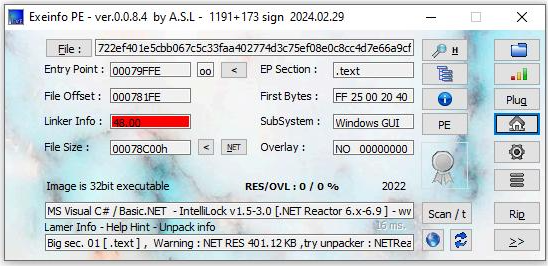 Exeinfo PE - ver.0.0.8.4 by A.S.L - 1191+173 sign 2024.02.29
File : 722ef401e5cbb067c5c33faa402774d3c75ef08e0c8cc4d7e66a9cf H
Entry Point : 00079FFE oo < EP Section : .text
File Offset : 000781FE First Bytes : FF 25 00 20 40 Plug
Linker Info : 48.00 SubSystem : Windows GUI PE
File Size : 00078C00h < NET Overlay : NO 00000000
Image is 32bit executable RES/OVL : 0 / 0 % 2022
MS Visual C# / Basic.NET - IntelliLock v1.5-3.0 [.NET Reactor 6.x-6.9 ] - wv Scan / t Rip
Lamer Info - Help Hint - Unpack info 16 ms.
Big sec. 01 [ .text ] , Warning : NET RES 401.12 KB ,try unpacker : NETRea >>